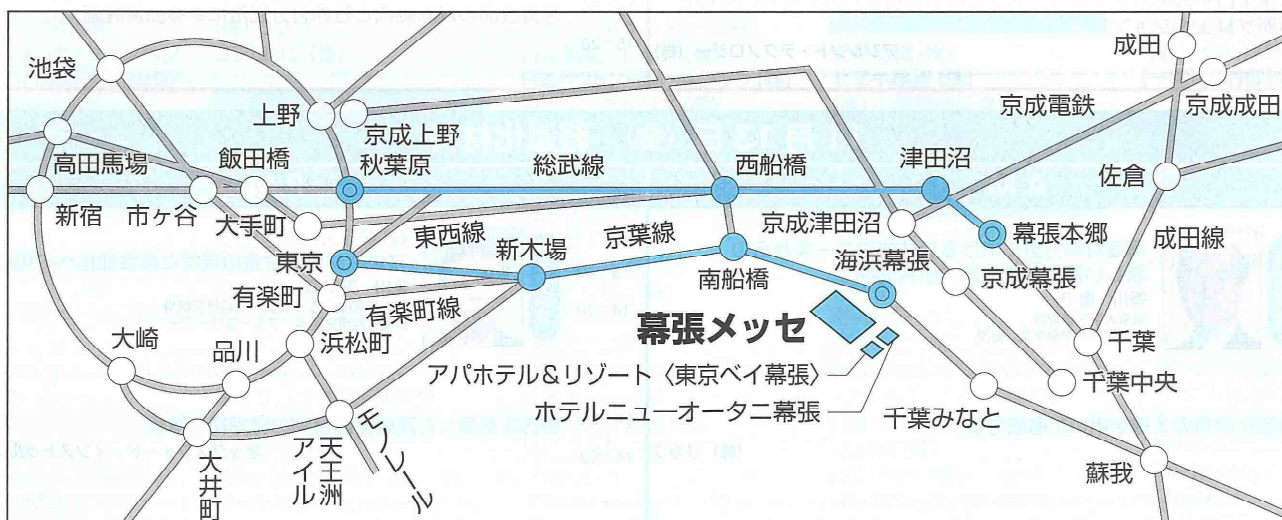 池袋
上野
京成上野
高田馬場
飯田橋
秋葉原
総武線
西船橋
津田沼
成田
京成電鉄
京成成田
新宿
市ヶ谷
大手町
東西線
新木場
京葉線
南船橋
京成津田沼
海浜幕張
幕張本郷
京成幕張
佐倉
成田線
東京
有楽町
有楽町線
大崎
品川
浜松町
幕張メッセ
アパホテル&リゾート〈東京ベイ幕張〉
ホテルニューオータニ幕張
千葉
千葉中央
千葉みなと
蘇我
大井町
天王洲
アイル
モノレール